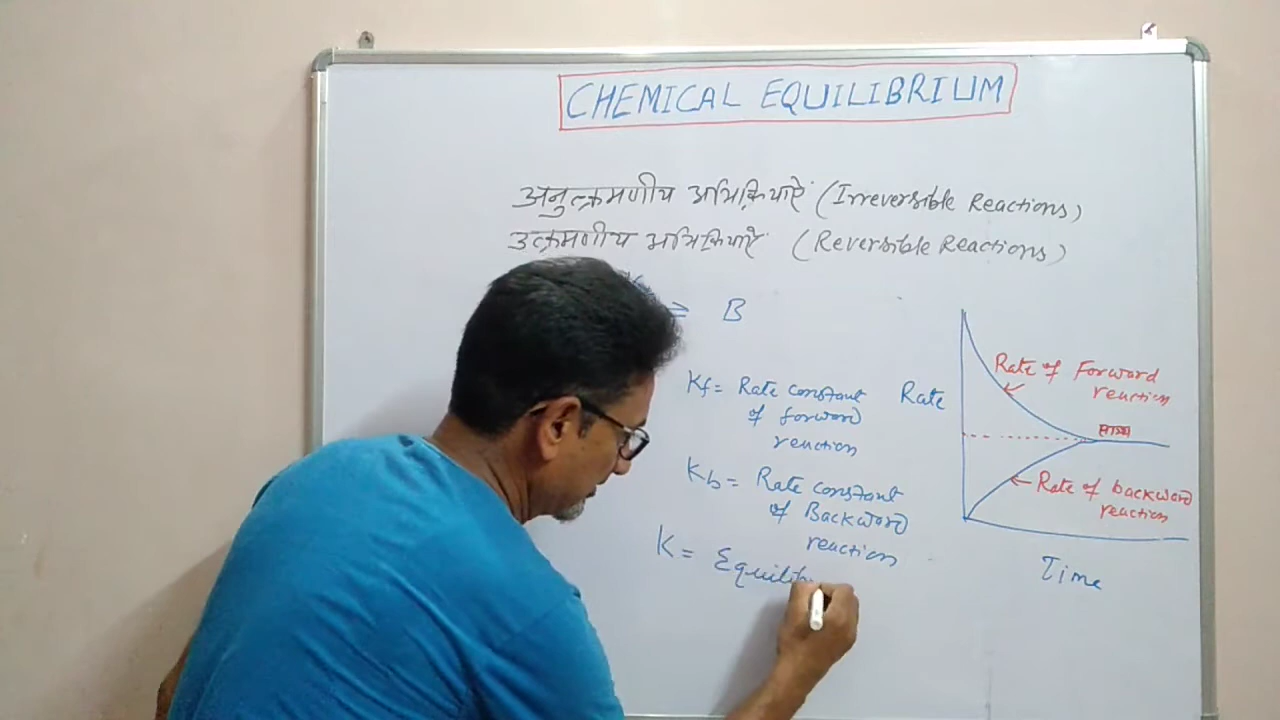 CHEMICAL EQUILIBRIUM
अनुत्क्रमणीय अभिक्रियाऐं (Irreversible Reactions)
उत्क्रमणीय अभिक्रियाऐं (Reversible Reactions)
⇌ B
Kf = Rate constant
of forward
reaction
Kb = Rate constant
of Backward
reaction
K = Equilib
Rate
Rate of Forward
reaction
साम्य
Rate of backward
reaction
Time